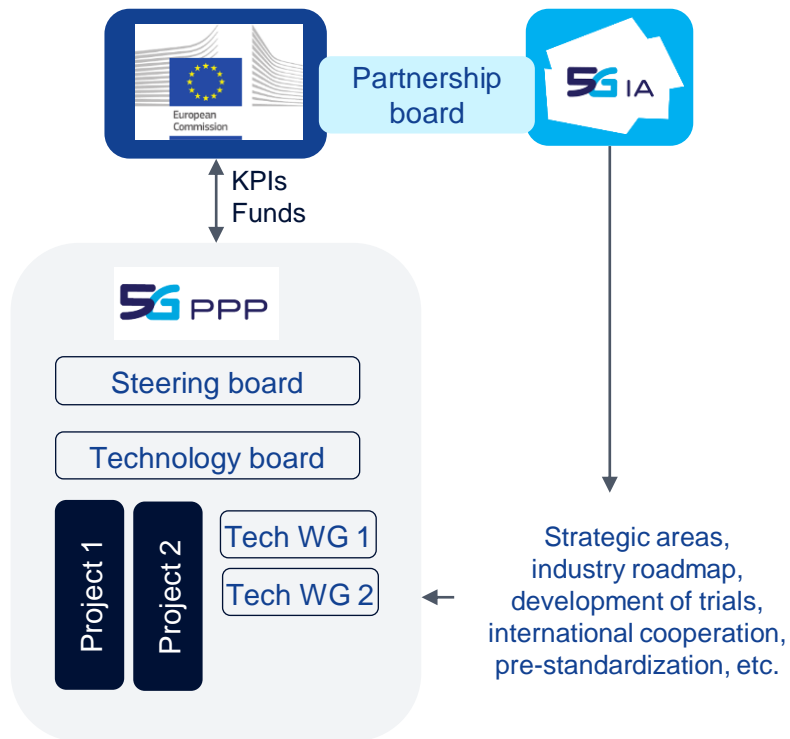 European
Commission
Partnership
board
5G IA
KPIs
Funds
5G PPP
Steering board
Technology board
Project 1
Project 2
Tech WG 1
Tech WG 2
Strategic areas,
industry roadmap,
development of trials,
international cooperation,
pre-standardization, etc.